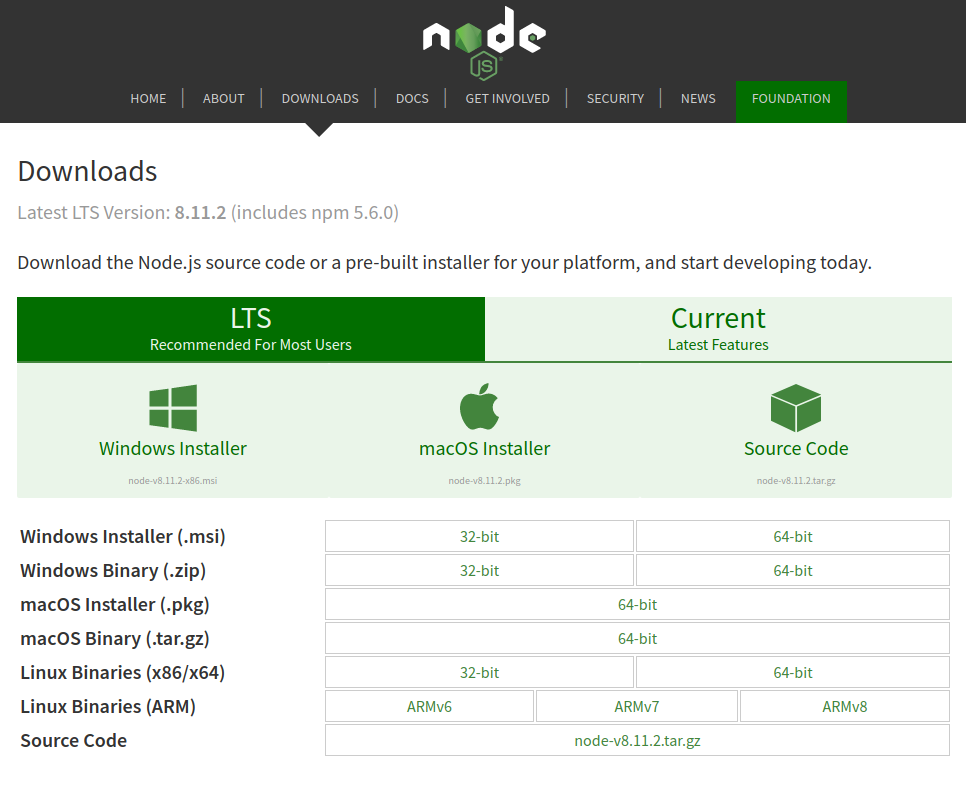 node
JS
HOME ABOUT DOWNLOADS DOCS GET INVOLVED SECURITY NEWS FOUNDATION
Downloads
Latest LTS Version: 8.11.2 (includes npm 5.6.0)
Download the Node.js source code or a pre-built installer for your platform, and start developing today.
LTS Current
Recommended For Most Users Latest Features
Windows Installer macOS Installer Source Code
node-v8.11.2-x86.msi node-v8.11.2.pkg node-v8.11.2.tar.gz
Windows Installer (.msi) 32-bit 64-bit
Windows Binary (.zip) 32-bit 64-bit
macOS Installer (.pkg) 64-bit
macOS Binary (.tar.gz) 64-bit
Linux Binaries (x86/x64) 32-bit 64-bit
Linux Binaries (ARM) ARMv6 ARMv7 ARMv8
Source Code node-v8.11.2.tar.gz